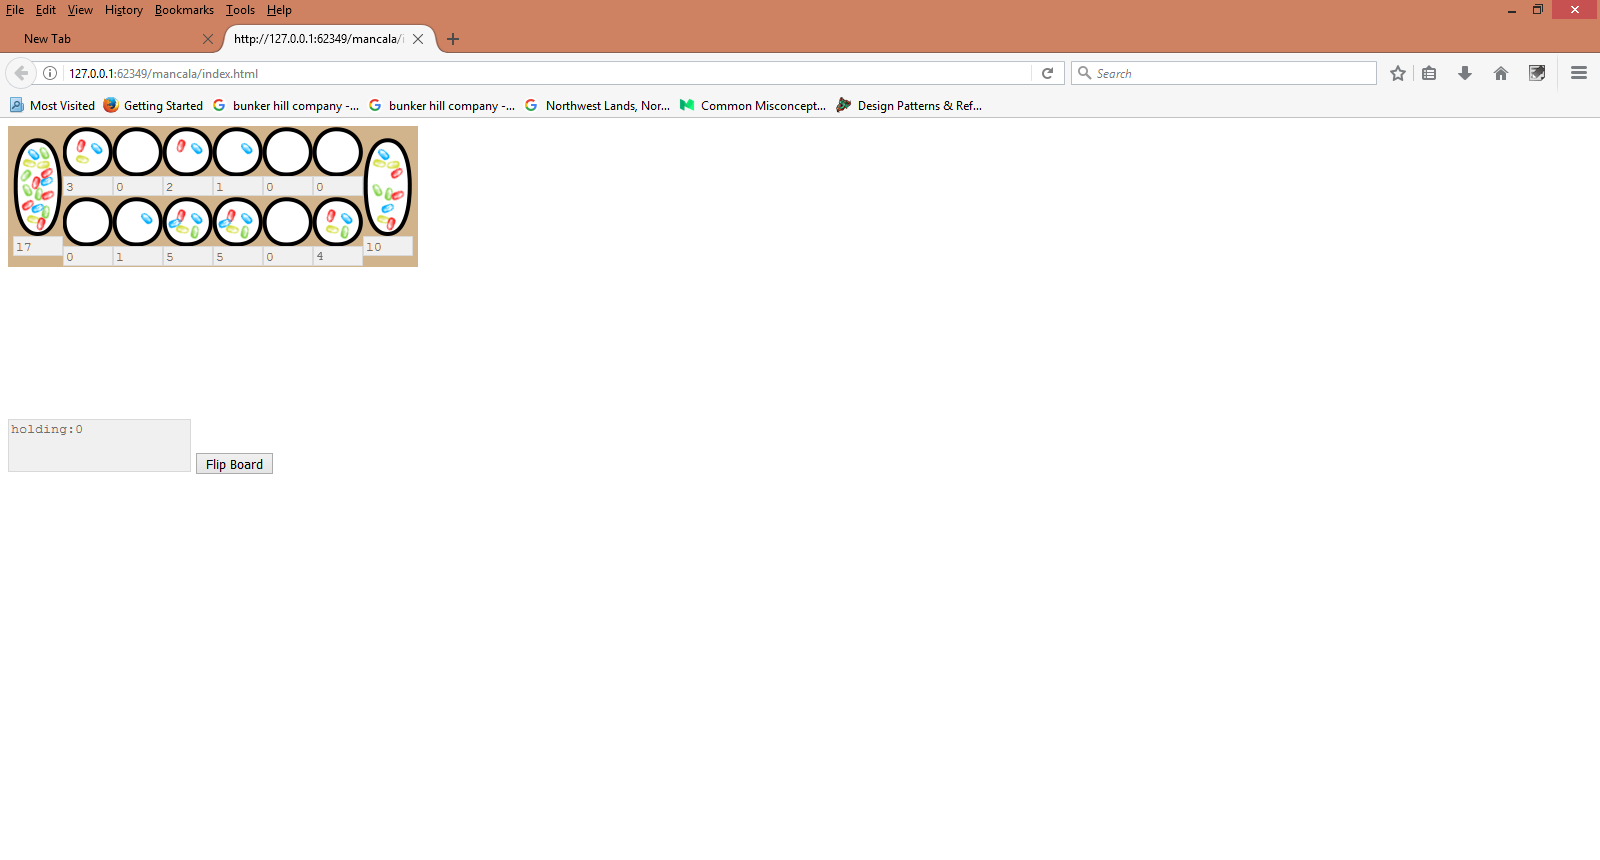 File Edit View History Bookmarks Tools Help
New Tab
http://127.0.0.1:62349/mancala/
127.0.0.1:62349/mancala/index.html
Search
Most Visited Getting Started bunker hill company -... bunker hill company -... Northwest Lands, Nor... Common Misconcept... Design Patterns & Ref...
3 0 2 1 0 0
17 10
0 1 5 5 0 4
holding:0
Flip Board